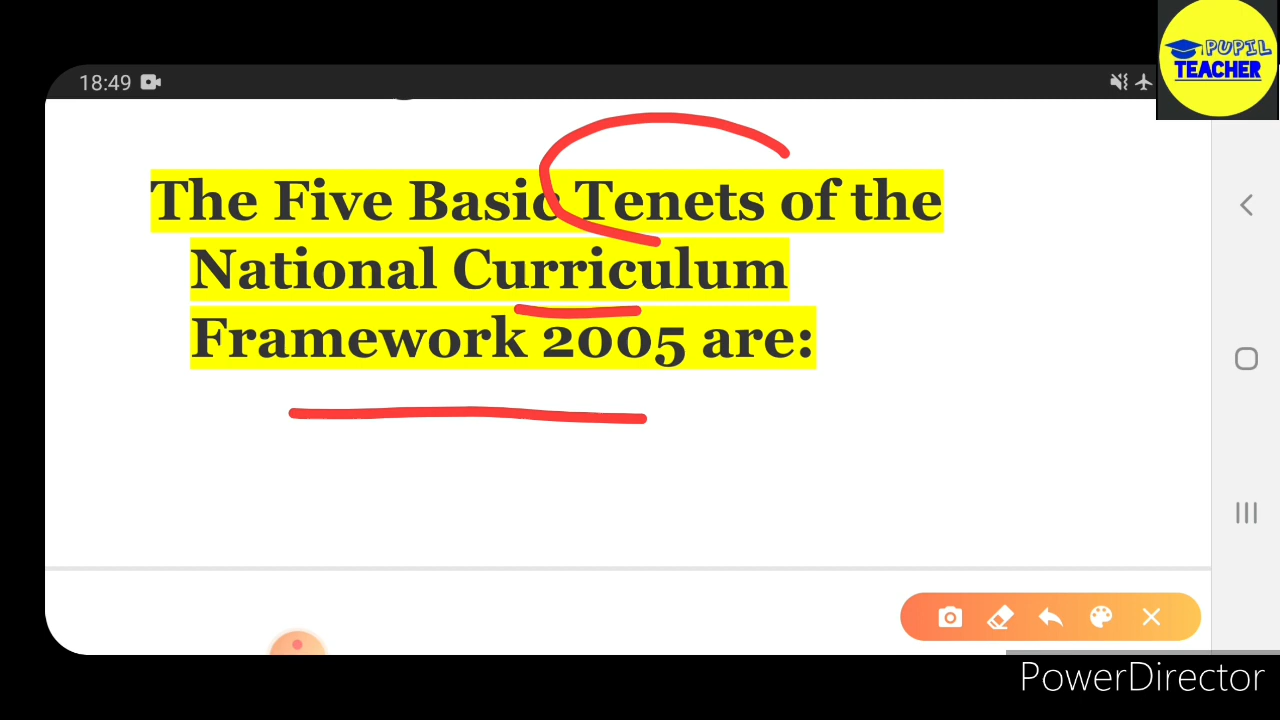 PUPIL
TEACHER
18:49
The Five Basic Tenets of the
National Curriculum
Framework 2005 are:
PowerDirector